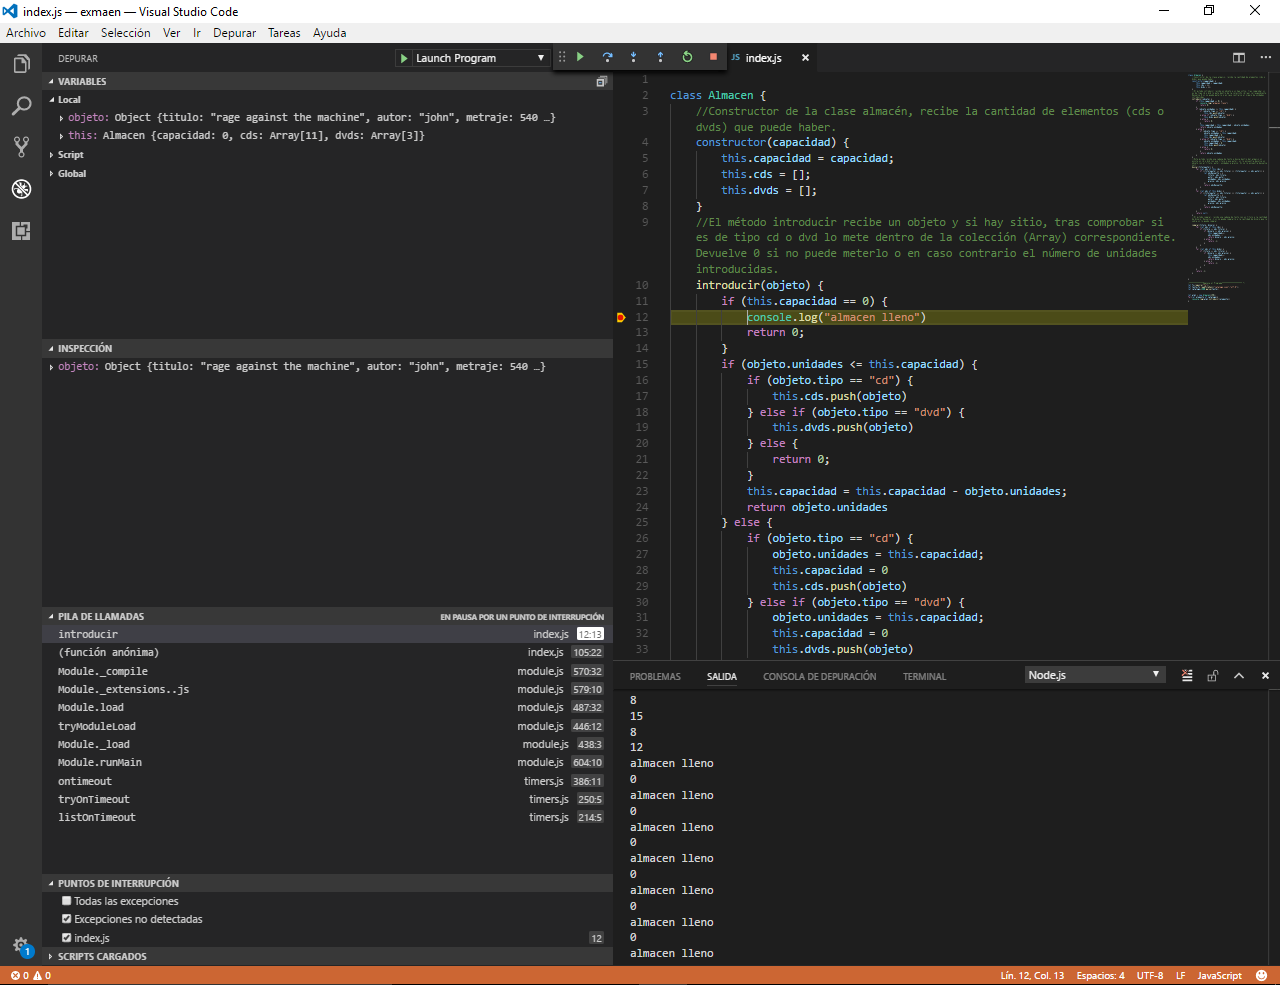 index.js — exmaen — Visual Studio Code
Archivo Editar Selección Ver Ir Depurar Tareas Ayuda
DEPURAR
Launch Program
VARIABLES
Local
objeto: Object {titulo: "rage against the machine", autor: "john", metraje: 540 …}
this: Almacen {capacidad: 0, cds: Array[11], dvds: Array[3]}
Script
Global
INSPECCIÓN
objeto: Object {titulo: "rage against the machine", autor: "john", metraje: 540 …}
PILA DE LLAMADAS EN PAUSA POR UN PUNTO DE INTERRUPCIÓN
introducir index.js 12:13
(función anónima) index.js 105:22
Module._compile module.js 570:32
Module._extensions..js module.js 579:10
Module.load module.js 487:32
tryModuleLoad module.js 446:12
Module._load module.js 438:3
Module.runMain module.js 604:10
ontimeout timers.js 386:11
tryOnTimeout timers.js 250:5
listOnTimeout timers.js 214:5
PUNTOS DE INTERRUPCIÓN
Todas las excepciones
Excepciones no detectadas
index.js 12
SCRIPTS CARGADOS
JS index.js
1
2 class Almacen {
3 //Constructor de la clase almacén, recibe la cantidad de elementos (cds o
dvds) que puede haber.
4 constructor(capacidad) {
5 this.capacidad = capacidad;
6 this.cds = [];
7 this.dvds = [];
8 }
9 //El método introducir recibe un objeto y si hay sitio, tras comprobar si
es de tipo cd o dvd lo mete dentro de la colección (Array) correspondiente.
Devuelve 0 si no puede meterlo o en caso contrario el número de unidades
introducidas.
10 introducir(objeto) {
11 if (this.capacidad == 0) {
12 console.log("almacen lleno")
13 return 0;
14 }
15 if (objeto.unidades <= this.capacidad) {
16 if (objeto.tipo == "cd") {
17 this.cds.push(objeto)
18 } else if (objeto.tipo == "dvd") {
19 this.dvds.push(objeto)
20 } else {
21 return 0;
22 }
23 this.capacidad = this.capacidad - objeto.unidades;
24 return objeto.unidades
25 } else {
26 if (objeto.tipo == "cd") {
27 objeto.unidades = this.capacidad;
28 this.capacidad = 0
29 this.cds.push(objeto)
30 } else if (objeto.tipo == "dvd") {
31 objeto.unidades = this.capacidad;
32 this.capacidad = 0
33 this.dvds.push(objeto)
PROBLEMAS SALIDA CONSOLA DE DEPURACIÓN TERMINAL Node.js
8
15
8
12
almacen lleno
0
almacen lleno
0
almacen lleno
0
almacen lleno
0
almacen lleno
0
almacen lleno
0
almacen lleno
1
0 0 Lín. 12, Col. 13 Espacios: 4 UTF-8 LF JavaScript